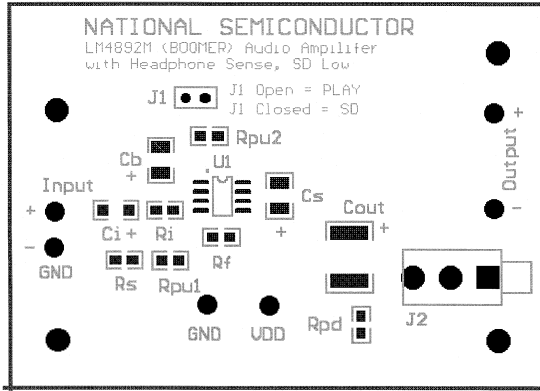 NATIONAL SEMICONDUCTOR
LM4892M (BOOMER) Audio Ampilifer
with Headphone Sense, SD Low
J1
J1 Open = PLAY
J1 Closed = SD
Rpu2
Cb
+
U1
Input
+
Ci +
Ri
Cs
+
Cout
+
Output
+
-
-
GND
Rf
Rs
Rpu1
GND
VDD
Rpd
J2